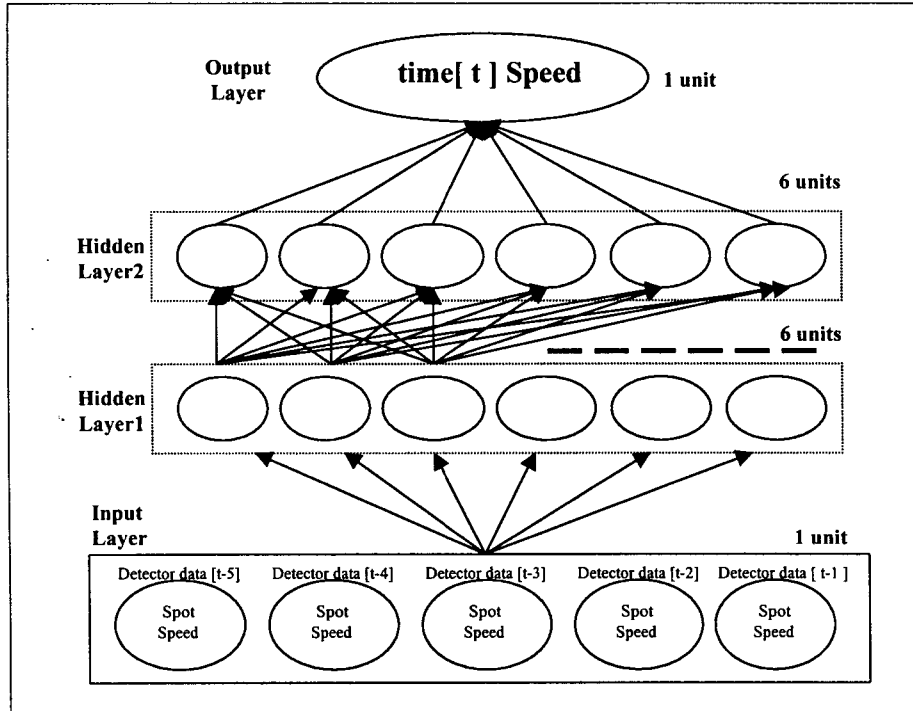 Output
Layer
time[ t ] Speed
1 unit
6 units
Hidden
Layer2
6 units
Hidden
Layer1
Input
Layer
1 unit
Detector data [t-5]
Detector data [t-4]
Detector data [t-3]
Detector data [t-2]
Detector data [ t-1 ]
Spot
Speed
Spot
Speed
Spot
Speed
Spot
Speed
Spot
Speed